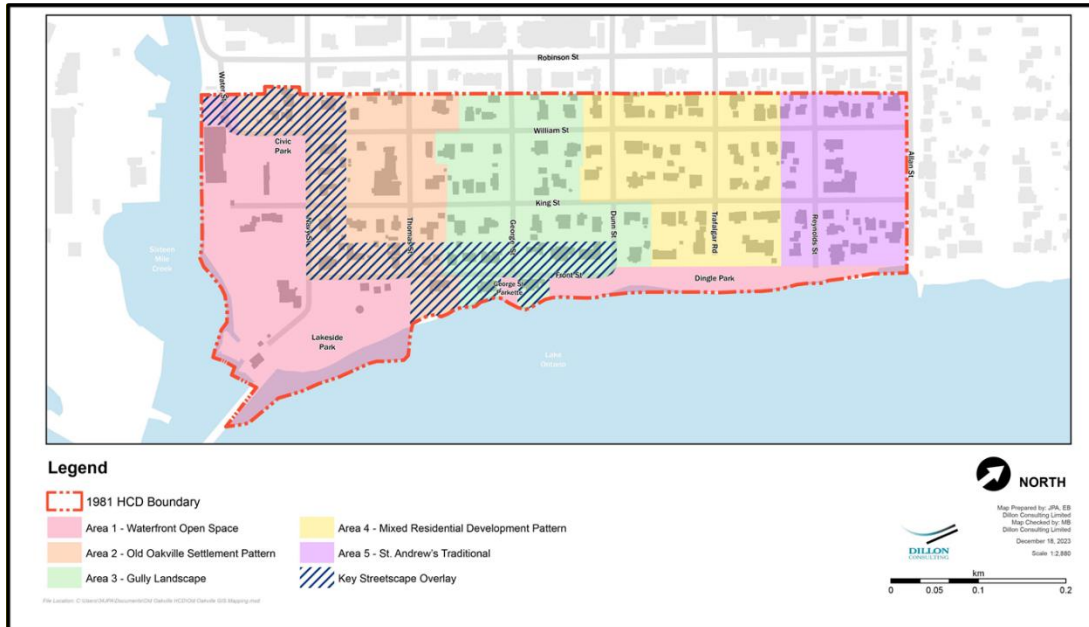 Robinson St
Water St
William St
Civic
Park
Allan St
King St
Navy St
Thomas St
George St
Dunn St
Trafalgar Rd
Reynolds St
Sixteen
Mile
Creek
Front St
George St
Parkette
Dingle Park
Lakeside
Park
Lake
Ontario
Legend
1981 HCD Boundary
Area 1 - Waterfront Open Space
Area 2 - Old Oakville Settlement Pattern
Area 3 - Gully Landscape
Area 4 - Mixed Residential Development Pattern
Area 5 - St. Andrew's Traditional
Key Streetscape Overlay
NORTH
Map Prepared by: JPA, EB
Dillon Consulting Limited
Map Checked by: MB
Dillon Consulting Limited
December 18, 2023
Scale 1:2,880
DILLON
CONSULTING
km
0 0.05 0.1 0.2
File Location: